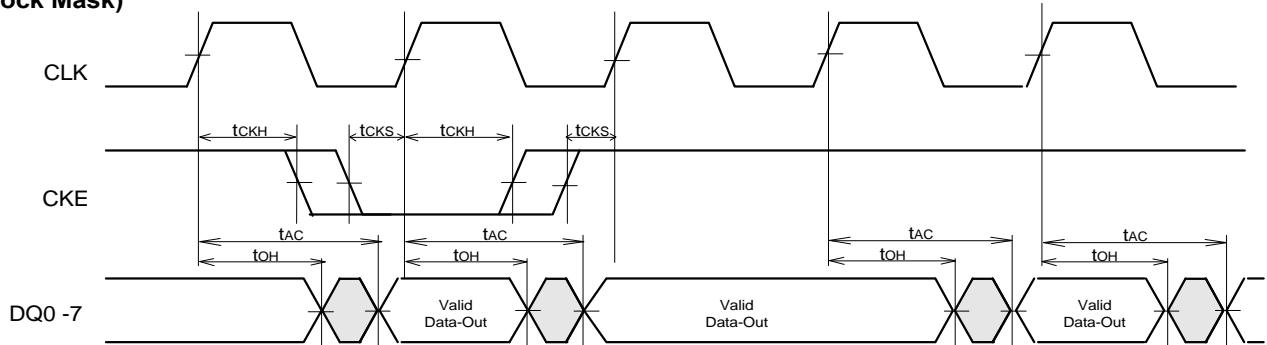 ock Mask)
CLK
tCKH tCKS tCKH tCKS
CKE
tAC tAC tAC tAC
tOH tOH tOH tOH
DQ0 -7
Valid Data-Out
Valid Data-Out
Valid Data-Out